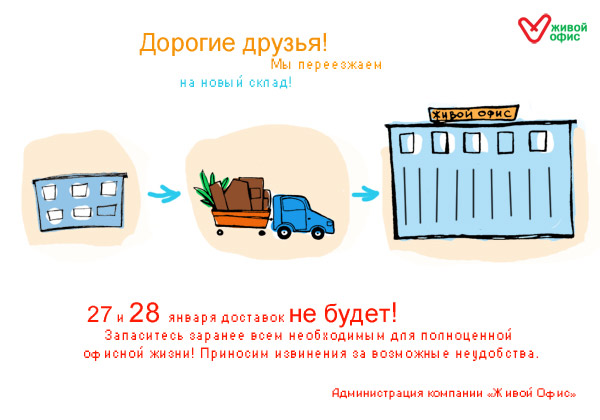 живой
офис
Дорогие друзья!
Мы переезжаем
на новый склад!
живой офис
27 и 28 января доставок не будет!
Запаситесь заранее всем необходимым для полноценной
офисной жизни! Приносим извинения за возможные неудобства.
Администрация компании «Живой Офис»